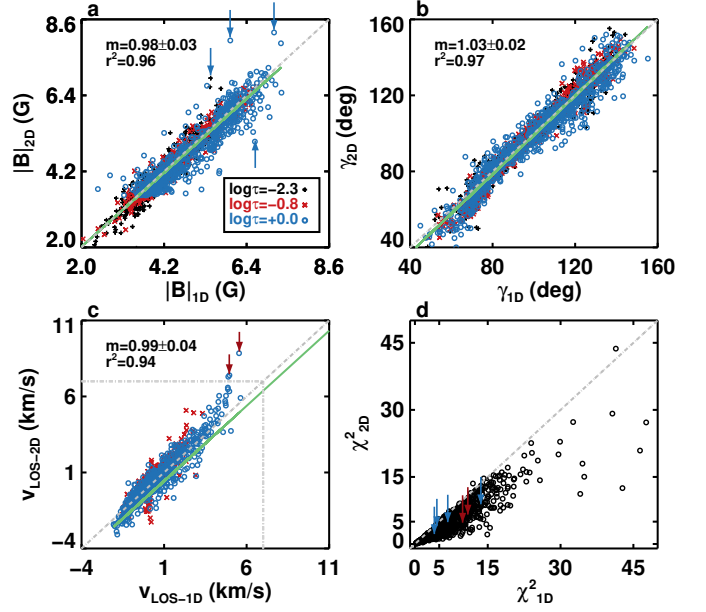 a
8.6
6.4
4.2
2.0
|B|2D (G)
m=0.98±0.03
r²=0.96
logτ=−2.3
logτ=−0.8
logτ=+0.0
2.0 4.2 6.4 8.6
|B|1D (G)
b
160
120
80
40
γ2D (deg)
m=1.03±0.02
r²=0.97
40 80 120 160
γ1D (deg)
c
11
6
1
−4
vLOS−2D (km/s)
m=0.99±0.04
r²=0.94
−4 1 6 11
vLOS−1D (km/s)
d
45
30
15
5
0
χ²2D
0 5 15 30 45
χ²1D